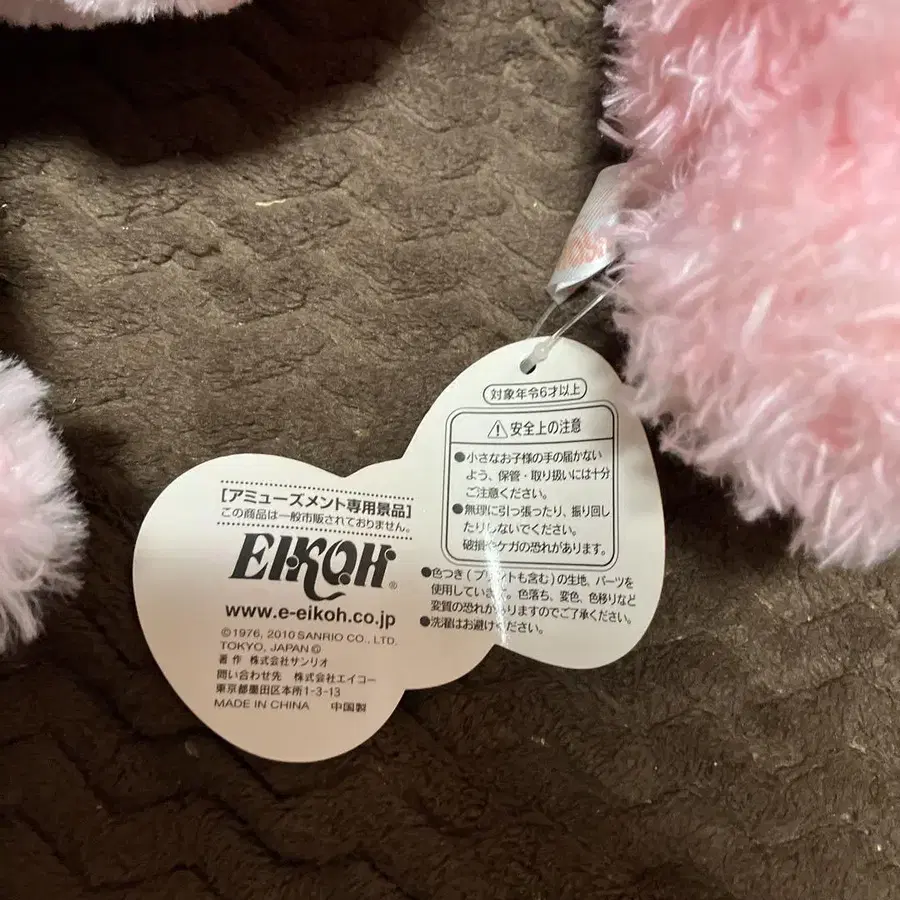 対象年令6才以上
⚠安全上の注意
●小さなお子様の手の届かない
よう、保管・取り扱いには十分
ご注意ください。
●無理に引っ張ったり、振り回し
たりしないでください。
破損やケガの恐れがあります。
●色つき(プリントも含む)の生地、パーツを
使用しています。色落ち、変色、色移りなど
変質の恐れがありますのでご了承ください。
●洗濯はお避けください。
[アミューズメント専用景品]
この商品は一般市販されておりません。
EIKOH®
www.e-eikoh.co.jp
©1976, 2010 SANRIO CO., LTD.
TOKYO, JAPAN Ⓖ
著作 株式会社サンリオ
問い合わせ先 株式会社エイコー
東京都墨田区本所1-3-13
MADE IN CHINA 中国製